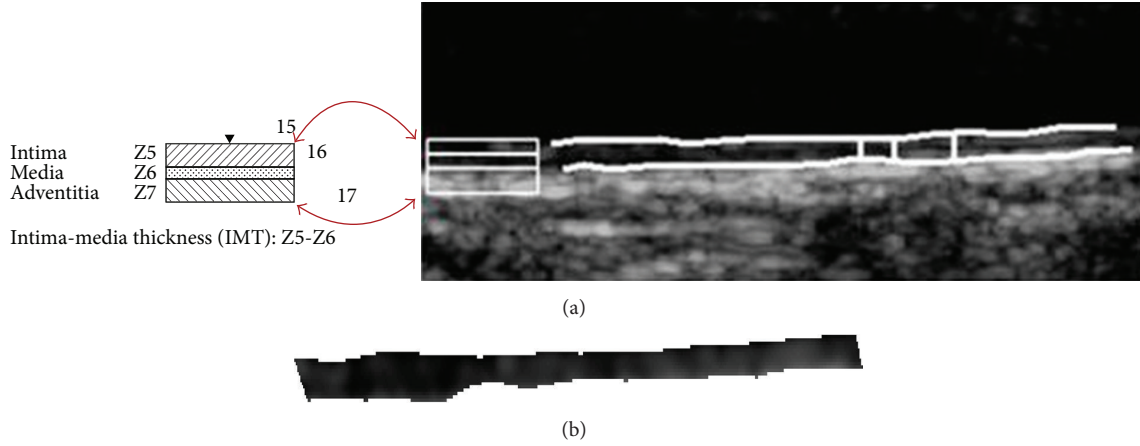 15
Intima Z5 16
Media Z6
Adventitia Z7 17
Intima-media thickness (IMT): Z5-Z6
(a)
(b)